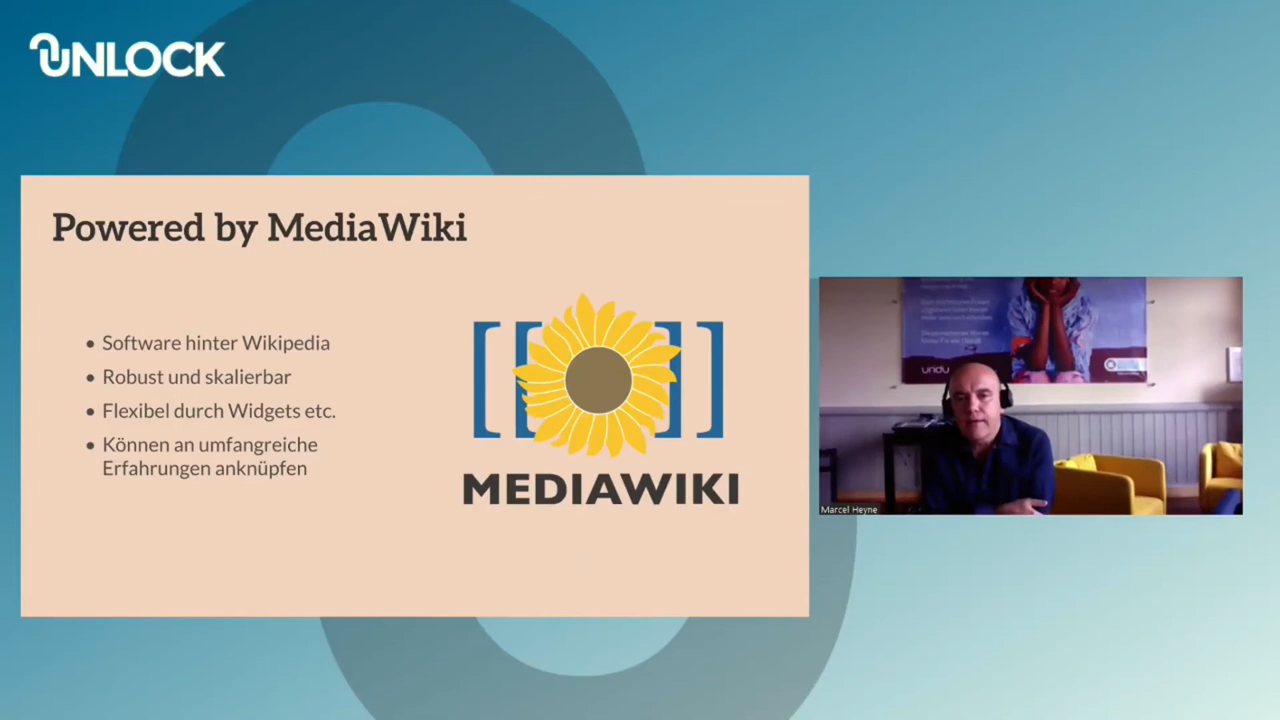 UNLOCK
Powered by MediaWiki
• Software hinter Wikipedia
• Robust und skalierbar
• Flexibel durch Widgets etc.
• Können an umfangreiche
Erfahrungen anknüpfen
[[ ]]
MEDIAWIKI
undu
Marcel Heyne